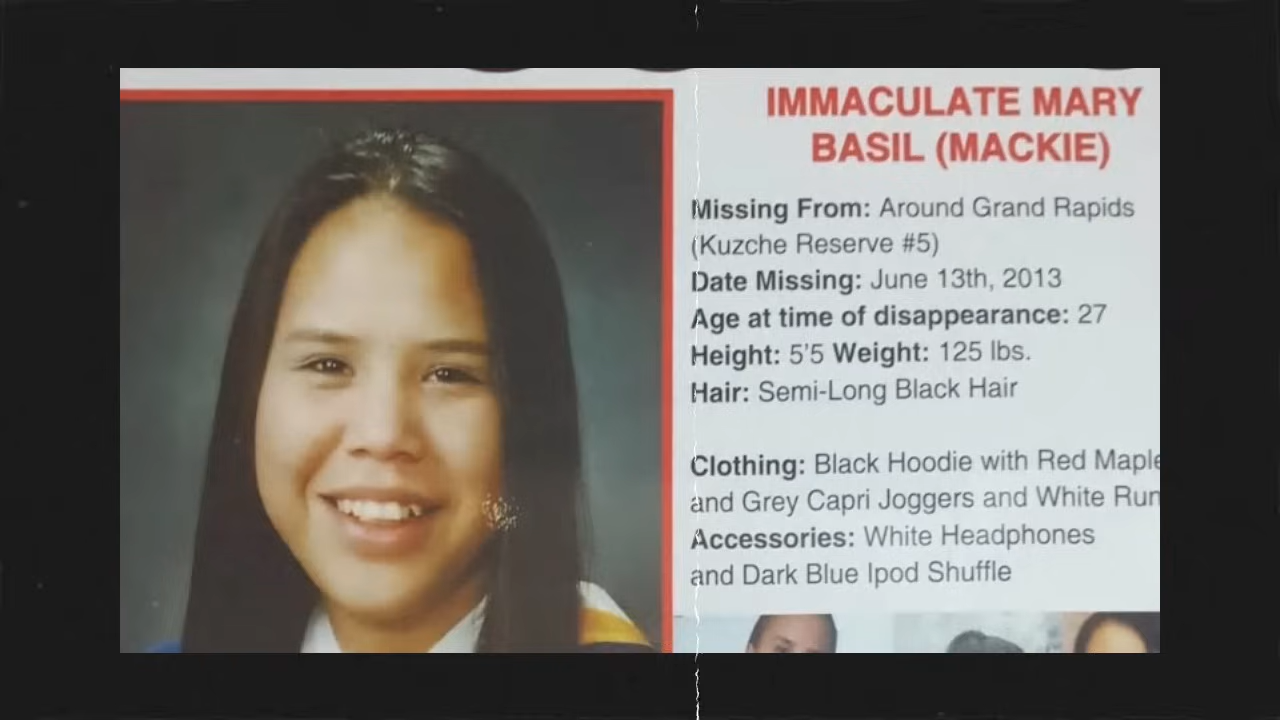 IMMACULATE MARY
BASIL (MACKIE)
Missing From: Around Grand Rapids
(Kuzche Reserve #5)
Date Missing: June 13th, 2013
Age at time of disappearance: 27
Height: 5'5 Weight: 125 lbs.
Hair: Semi-Long Black Hair
Clothing: Black Hoodie with Red Maple
and Grey Capri Joggers and White Run
Accessories: White Headphones
and Dark Blue Ipod Shuffle